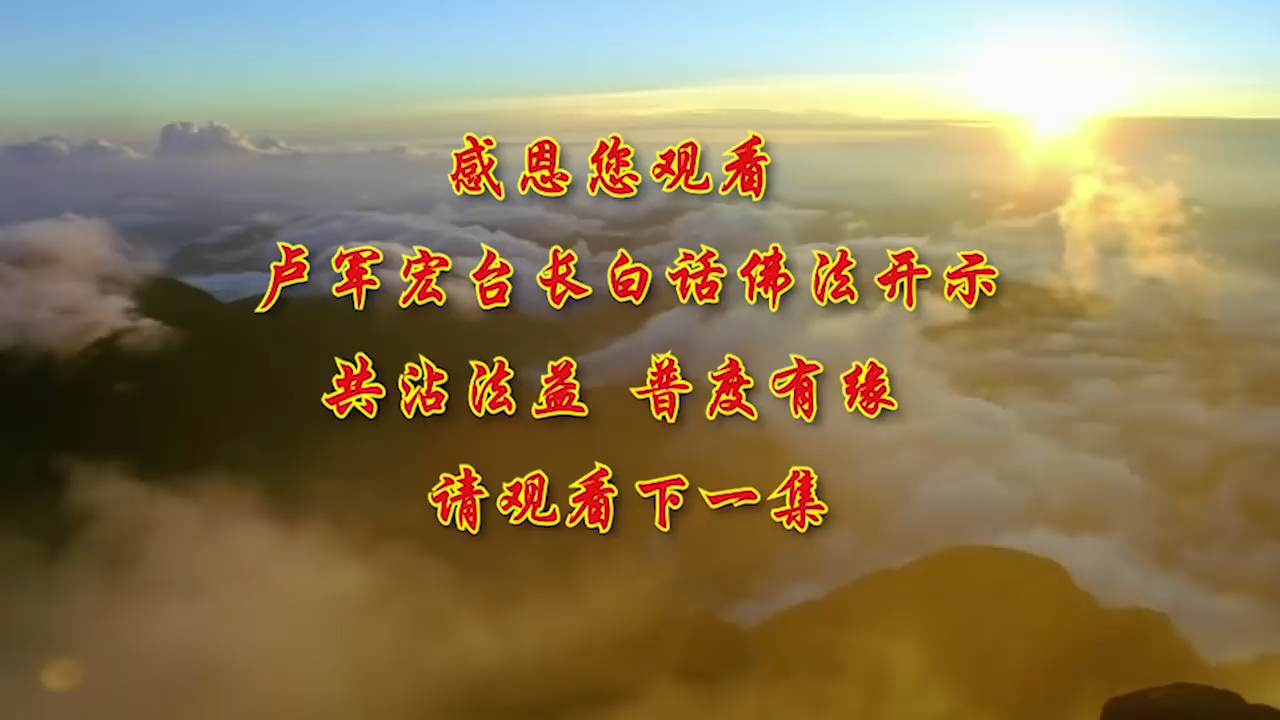 感恩您观看
卢军宏台长白话佛法开示
共沾法益 普度有缘
请观看下一集